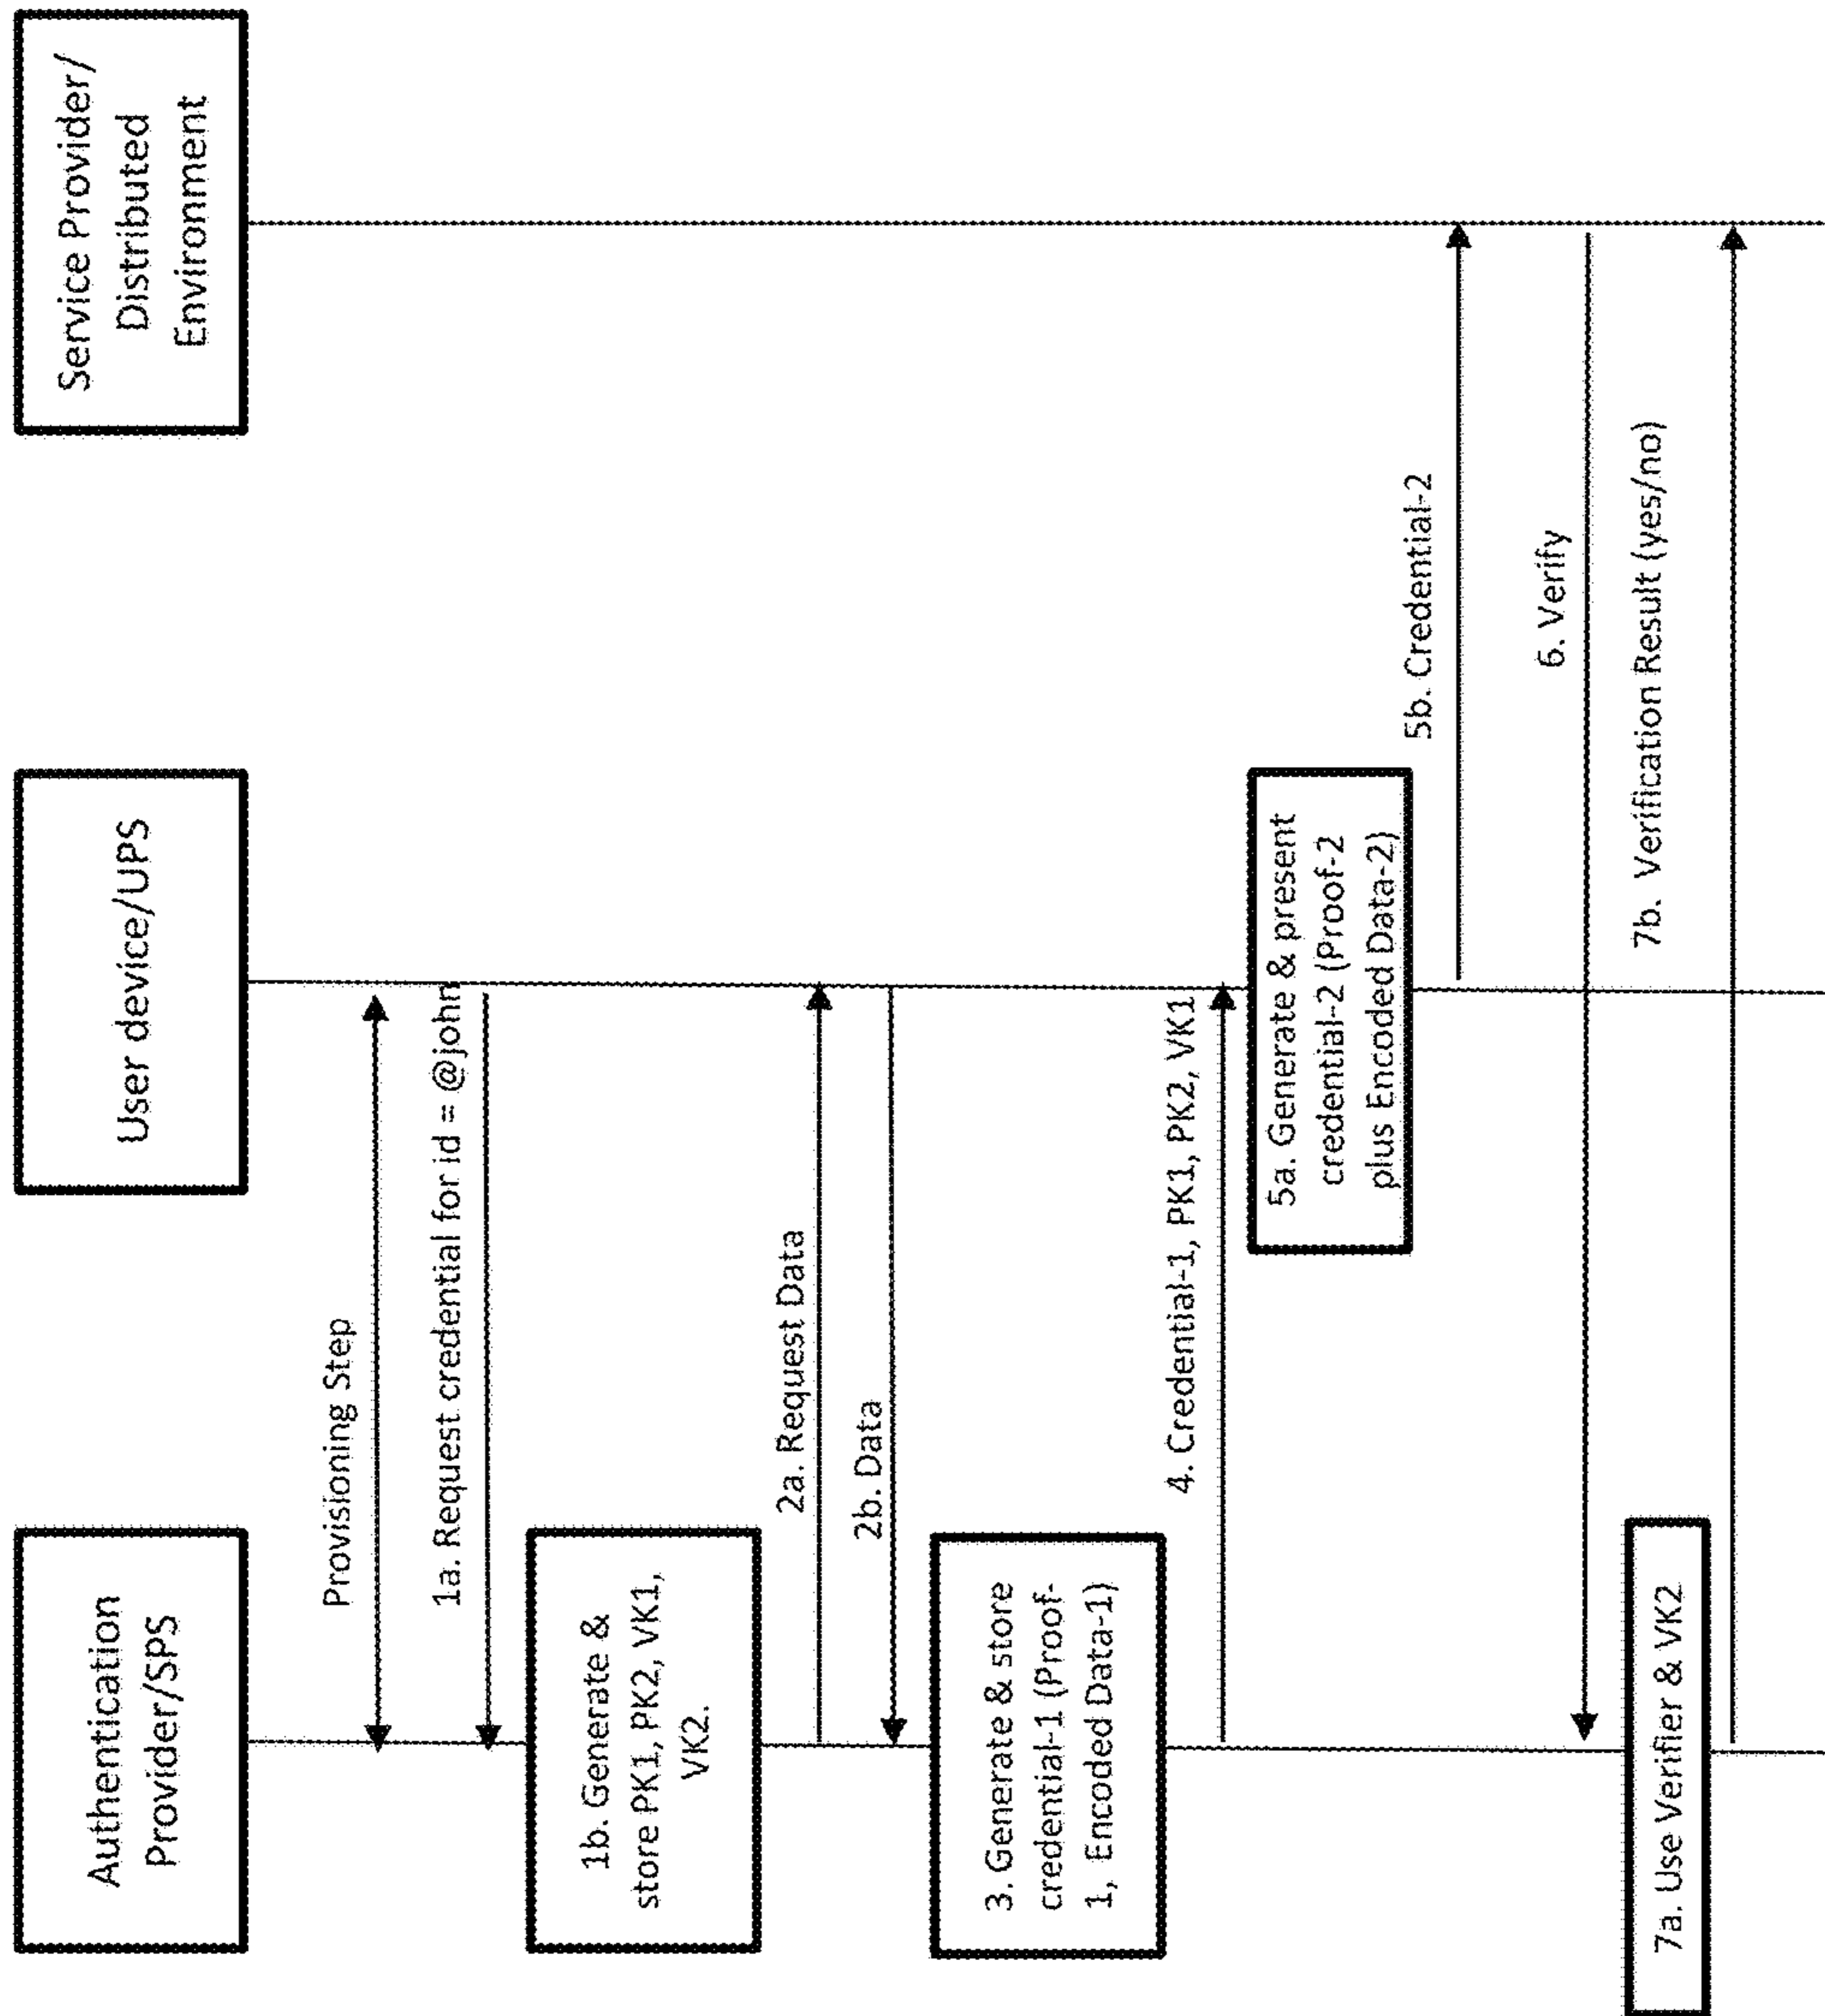 Authentication
Provider/SPS
User device/UPS
Service Provider/
Distributed
Environment
Provisioning Step
1a. Request credential for id = @john
1b. Generate &
store PK1, PK2, VK1,
VK2.
2a. Request Data
2b. Data
3. Generate & store
credential-1 (Proof-
1, Encoded Data-1)
4. Credential-1, PK1, PK2, VK1
5a. Generate & present
credential-2 (Proof-2
plus Encoded Data-2)
5b. Credential-2
6. Verify
7a. Use Verifier & VK2
7b. Verification Result (yes/no)